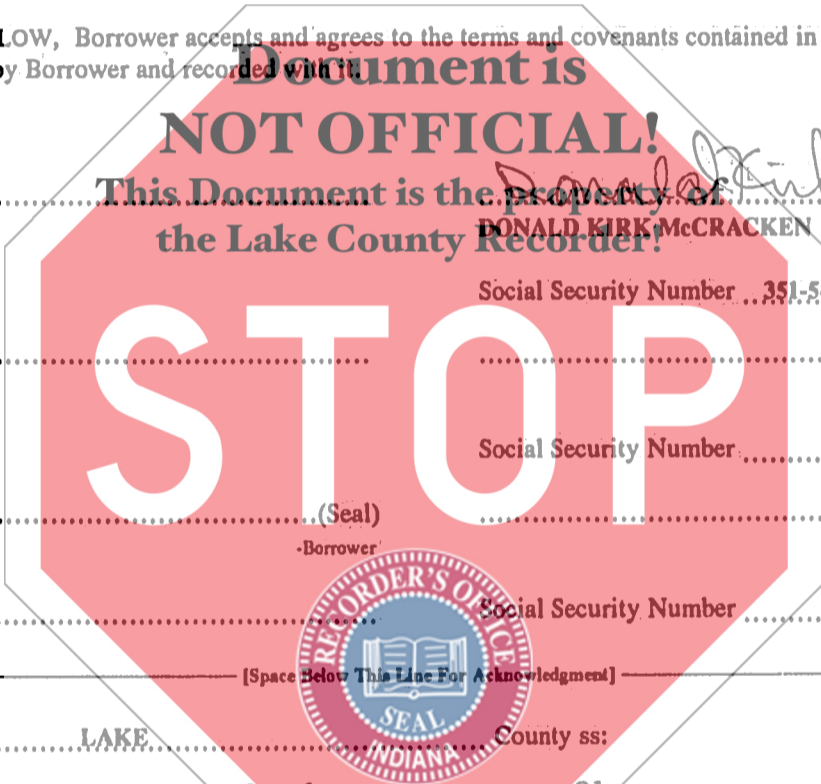 LOW, Borrower accepts and agrees to the terms and covenants contained in
y Borrower and recorded with it.
Document is
NOT OFFICIAL!
This Document is the property of
the Lake County Recorder!
DONALD KIRK McCRACKEN
Social Security Number 351-5
STOP
Social Security Number
(Seal)
-Borrower
Social Security Number
[Space Below This Line For Acknowledgment]
RECORDER'S OFFICE
SEAL
INDIANA
LAKE County ss: